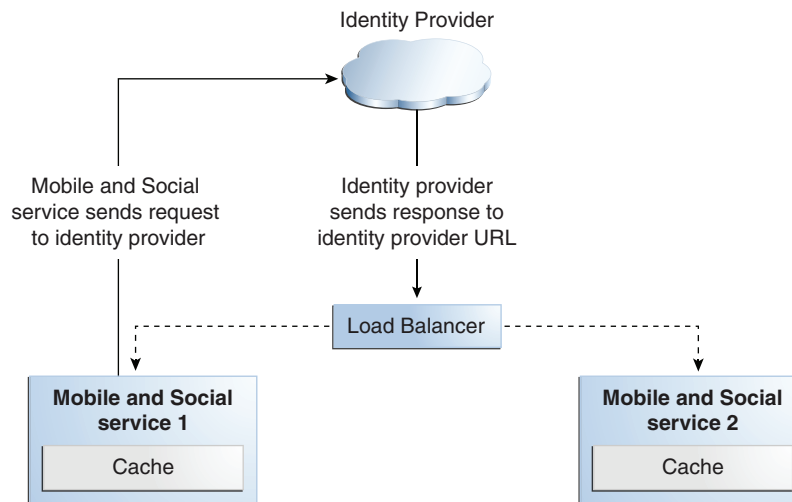 Identity Provider
Mobile and Social
service sends request
to identity provider
Identity provider
sends response to
identity provider URL
Load Balancer
Mobile and Social
service 1
Cache
Mobile and Social
service 2
Cache